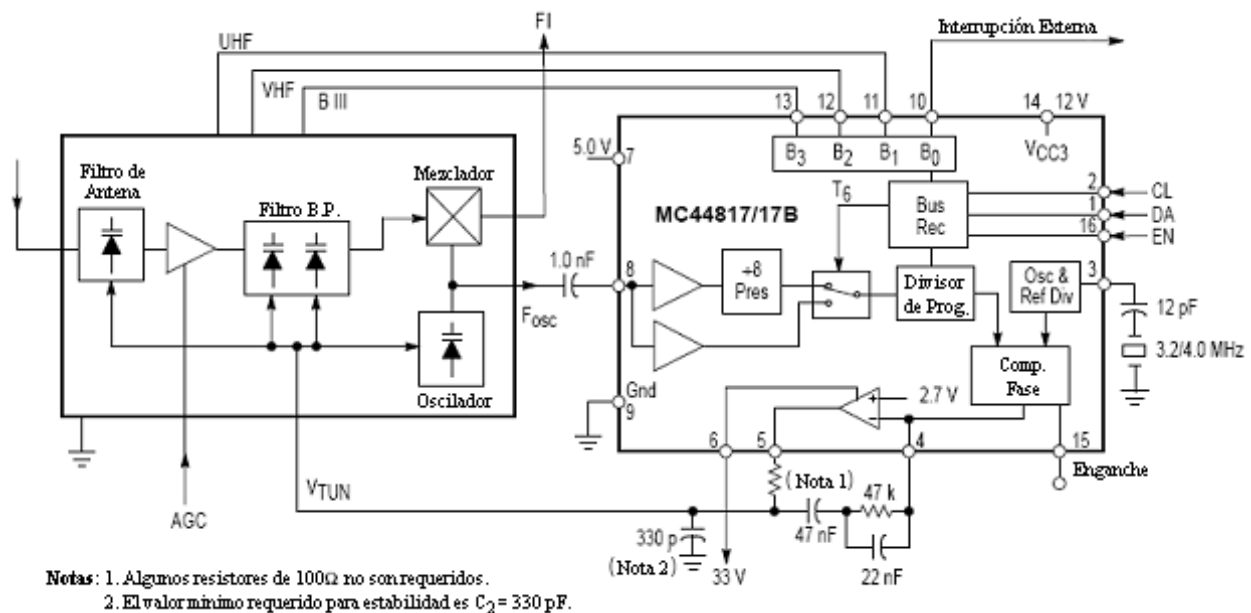 FI
Interrupción Externa
UHF
VHF
B III
13
12
11
10
14
12 V
5.0 V
7
B3
B2
B1
B0
VCC3
Filtro de
Antena
Filtro B.P.
Mezclador
T6
MC44817/17B
Bus
Rec
2
CL
1
DA
16
EN
1.0 nF
8
÷8
Pres
Divisor
de Prog.
Osc &
Ref Div
3
12 pF
Fosc
3.2/4.0 MHz
Comp.
Fase
Gnd
9
2.7 V
Oscilador
6
5
4
15
Enganche
(Nota 1)
VTUN
47 k
AGC
330 p
47 nF
(Nota 2)
33 V
22 nF
Notas: 1. Algunos resistores de 100Ω no son requeridos.
2. El valor minimo requerido para estabilidad es C2 = 330 pF.